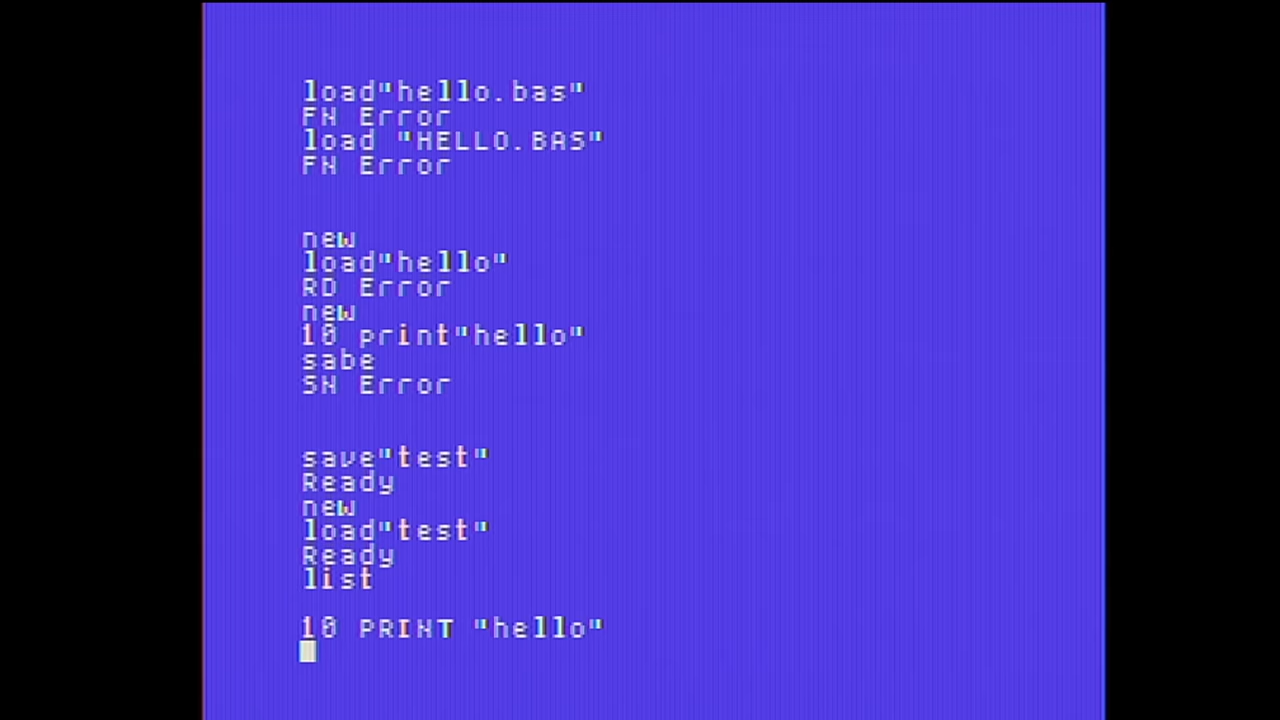 load"hello.bas"
FN Error
load "HELLO.BAS"
FN Error
new
load"hello"
RD Error
new
10 print"hello"
sabe
SN Error
save"test"
Ready
new
load"test"
Ready
list
10 PRINT "hello"